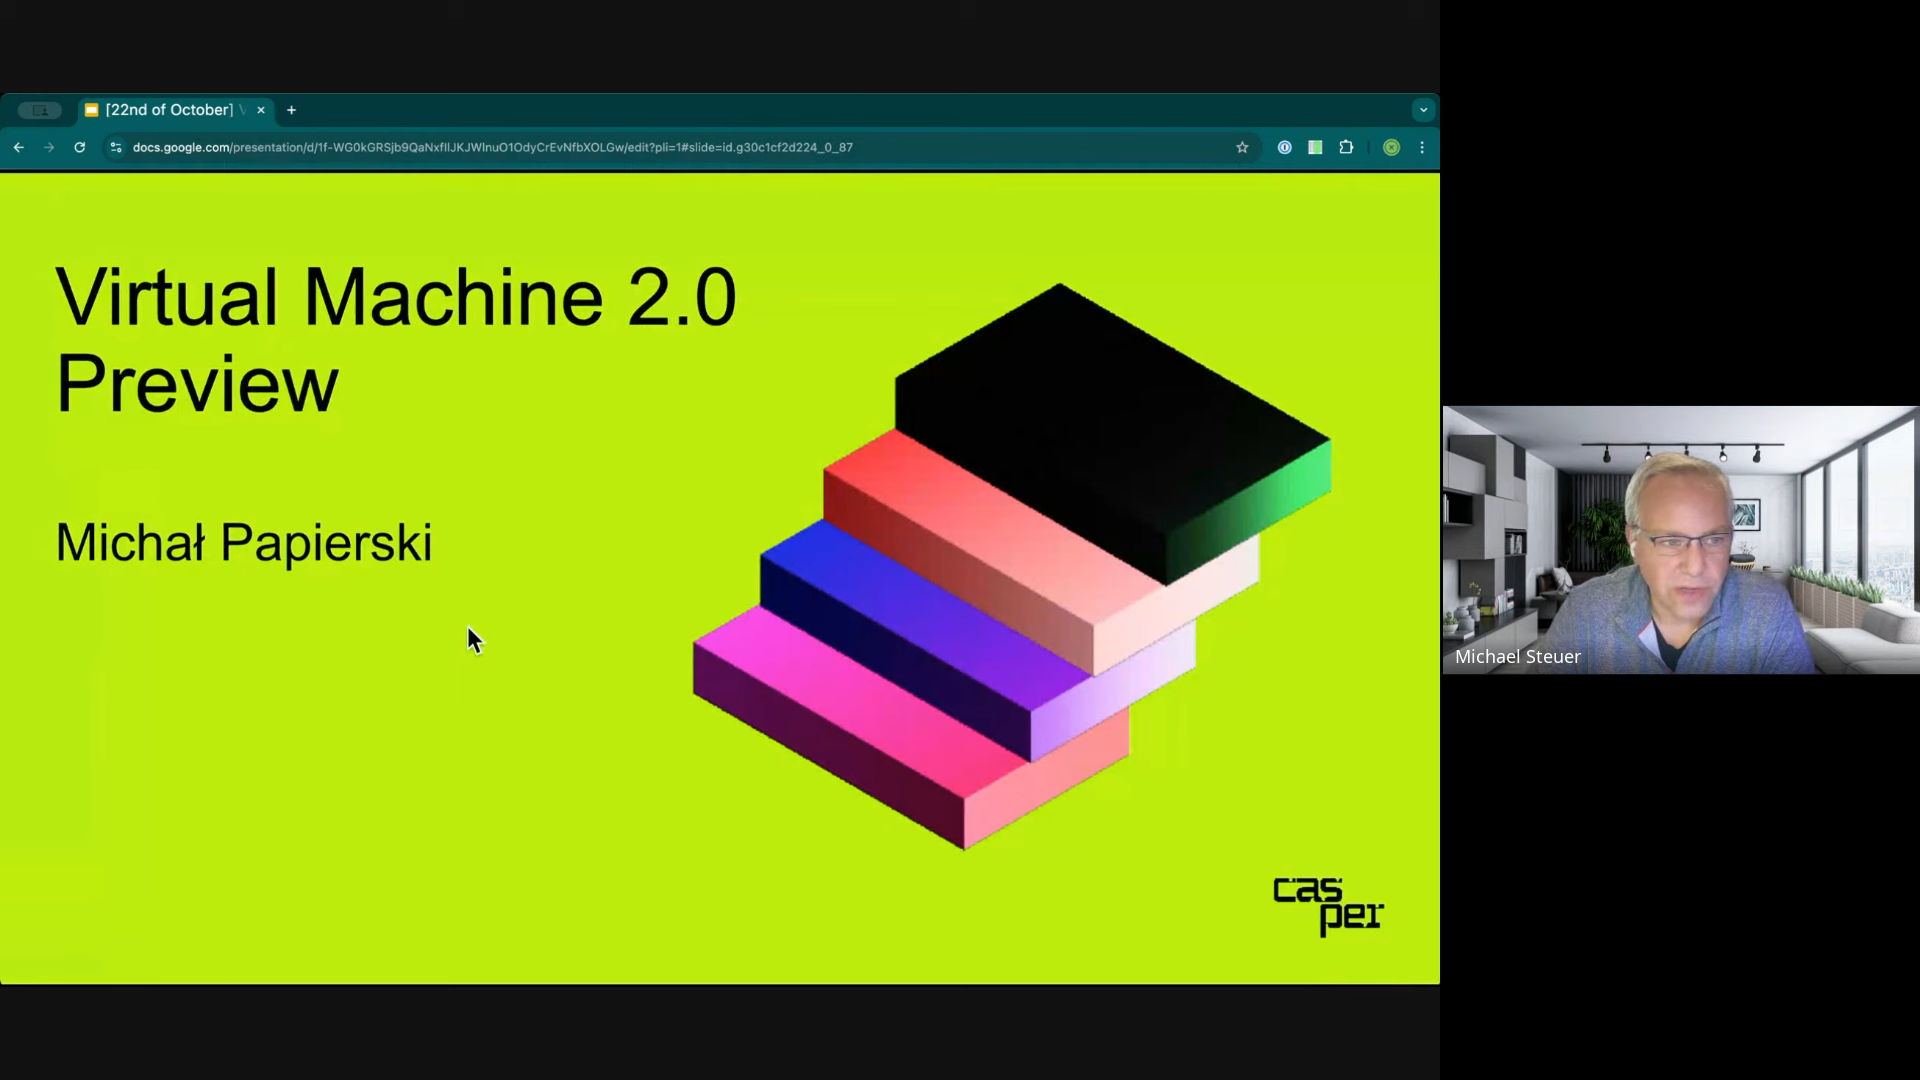 [22nd of October]
docs.google.com/presentation/d/1f-WG0kGRSjb9QaNxfIlJKJWlnuO1OdyCrEvNfbXOLGw/edit?pli=1#slide=id.g30c1cf2d224_0_87
Virtual Machine 2.0
Preview
Michał Papierski
cas
per
Michael Steuer